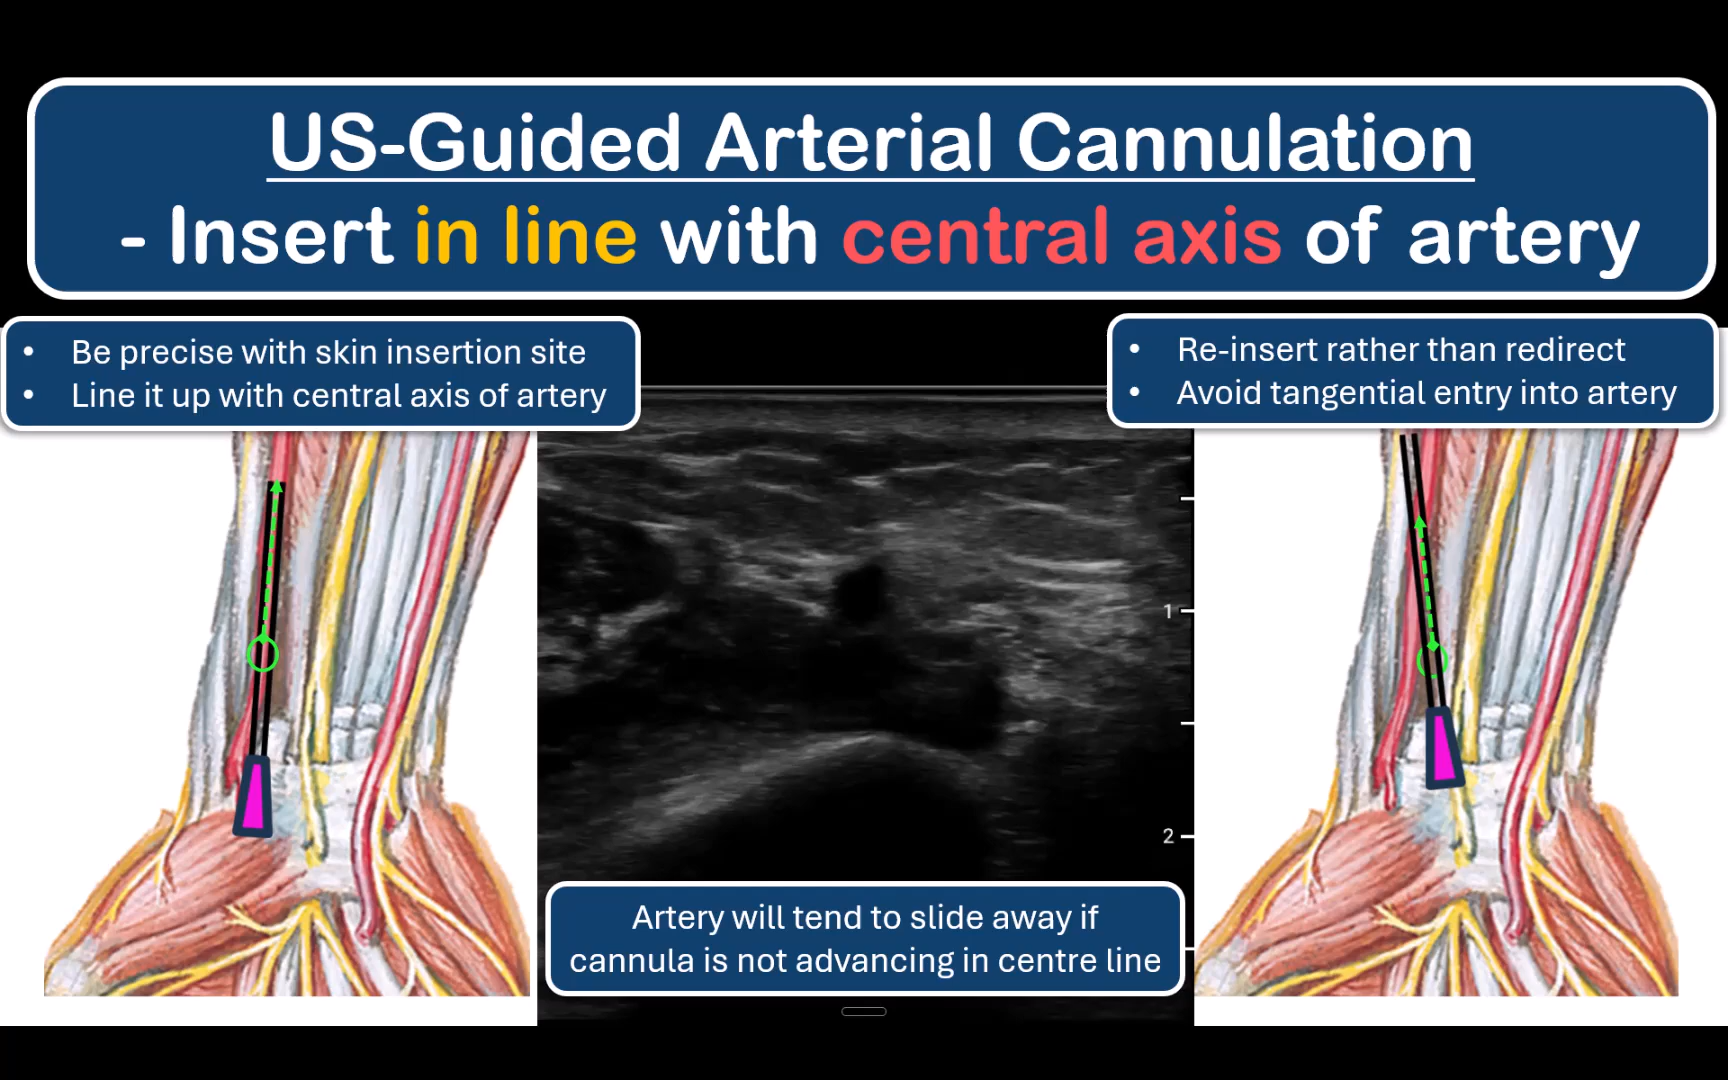 US-Guided Arterial Cannulation
- Insert in line with central axis of artery
• Be precise with skin insertion site
• Line it up with central axis of artery
• Re-insert rather than redirect
• Avoid tangential entry into artery
1
2
Artery will tend to slide away if
cannula is not advancing in centre line